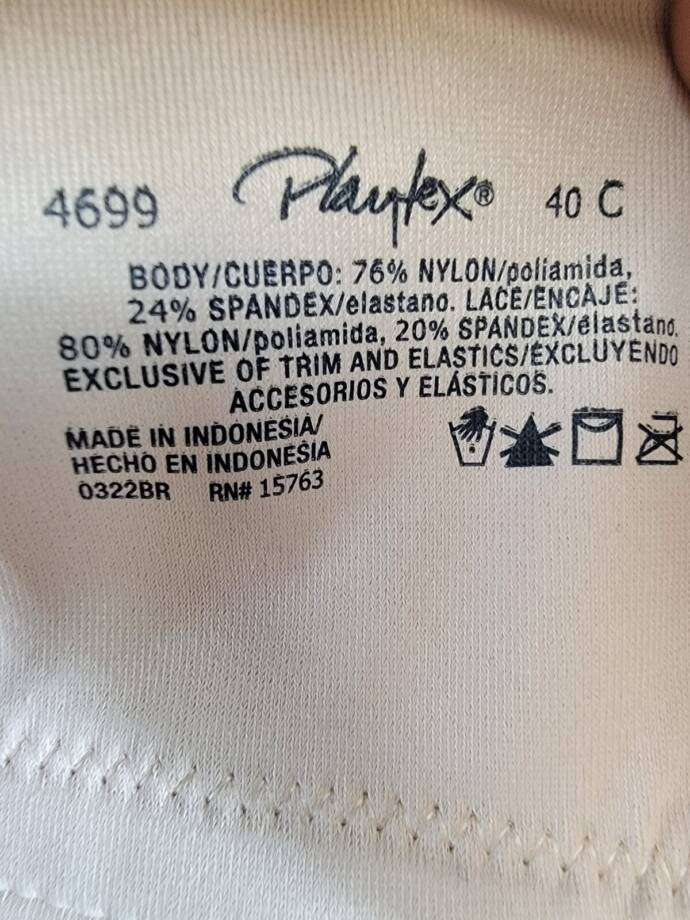 4699 Playtex® 40 C
BODY/CUERPO: 76% NYLON/poliamida,
24% SPANDEX/elastano. LACE/ENCAJE:
80% NYLON/poliamida, 20% SPANDEX/elastano.
EXCLUSIVE OF TRIM AND ELASTICS/EXCLUYENDO
ACCESORIOS Y ELÁSTICOS.
MADE IN INDONESIA/
HECHO EN INDONESIA
0322BR RN# 15763